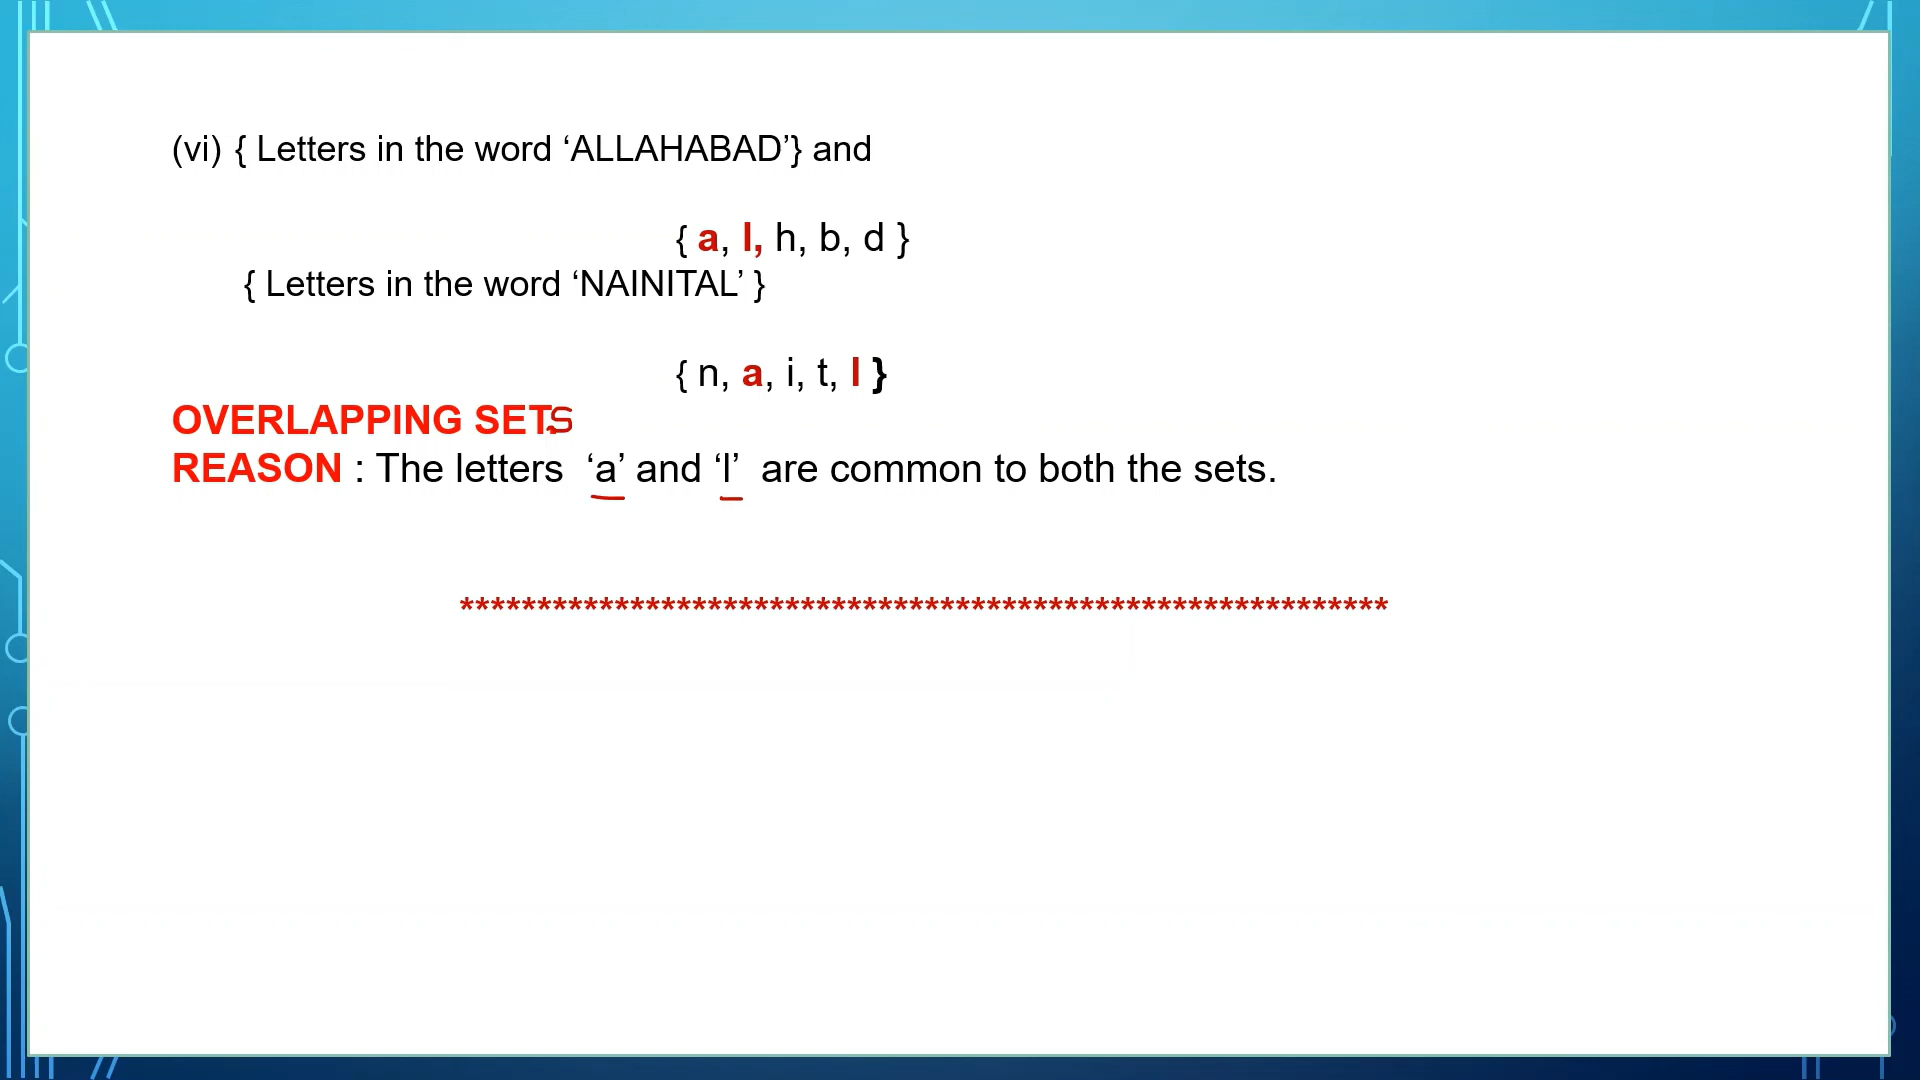 (vi) { Letters in the word ‘ALLAHABAD’} and
{ a, l, h, b, d }
{ Letters in the word ‘NAINITAL’ }
{ n, a, i, t, l }
OVERLAPPING SET.S
REASON : The letters ‘a’ and ‘l’ are common to both the sets.
************************************************************